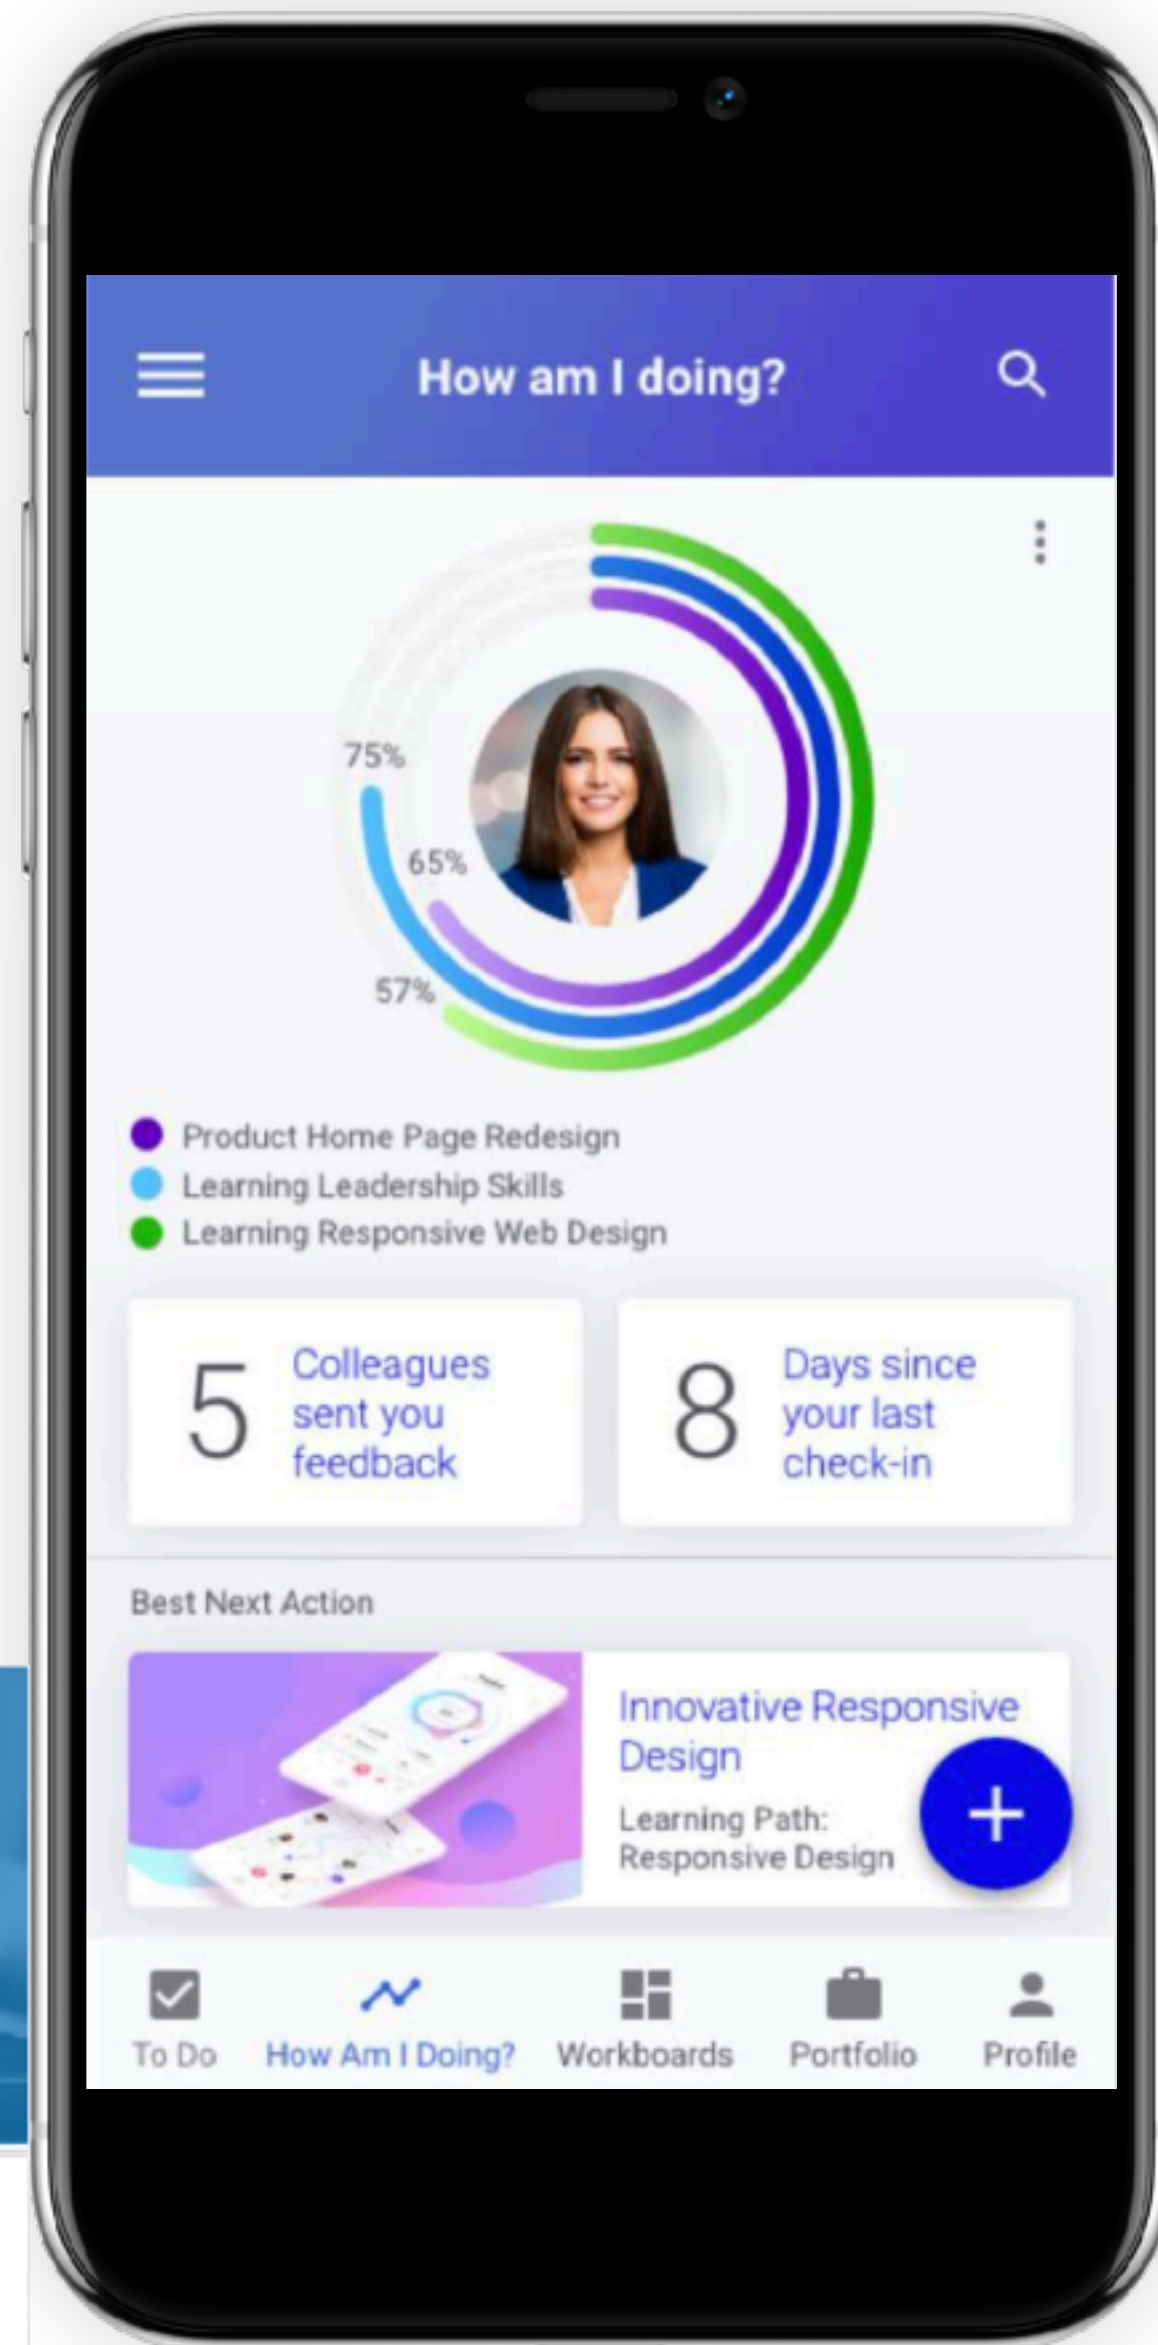 How am I doing?
75%
65%
57%
Product Home Page Redesign
Learning Leadership Skills
Learning Responsive Web Design
5
Colleagues
sent you
feedback
8
Days since
your last
check-in
Best Next Action
Innovative Responsive
Design
Learning Path:
Responsive Design
To Do
How Am I Doing?
Workboards
Portfolio
Profile